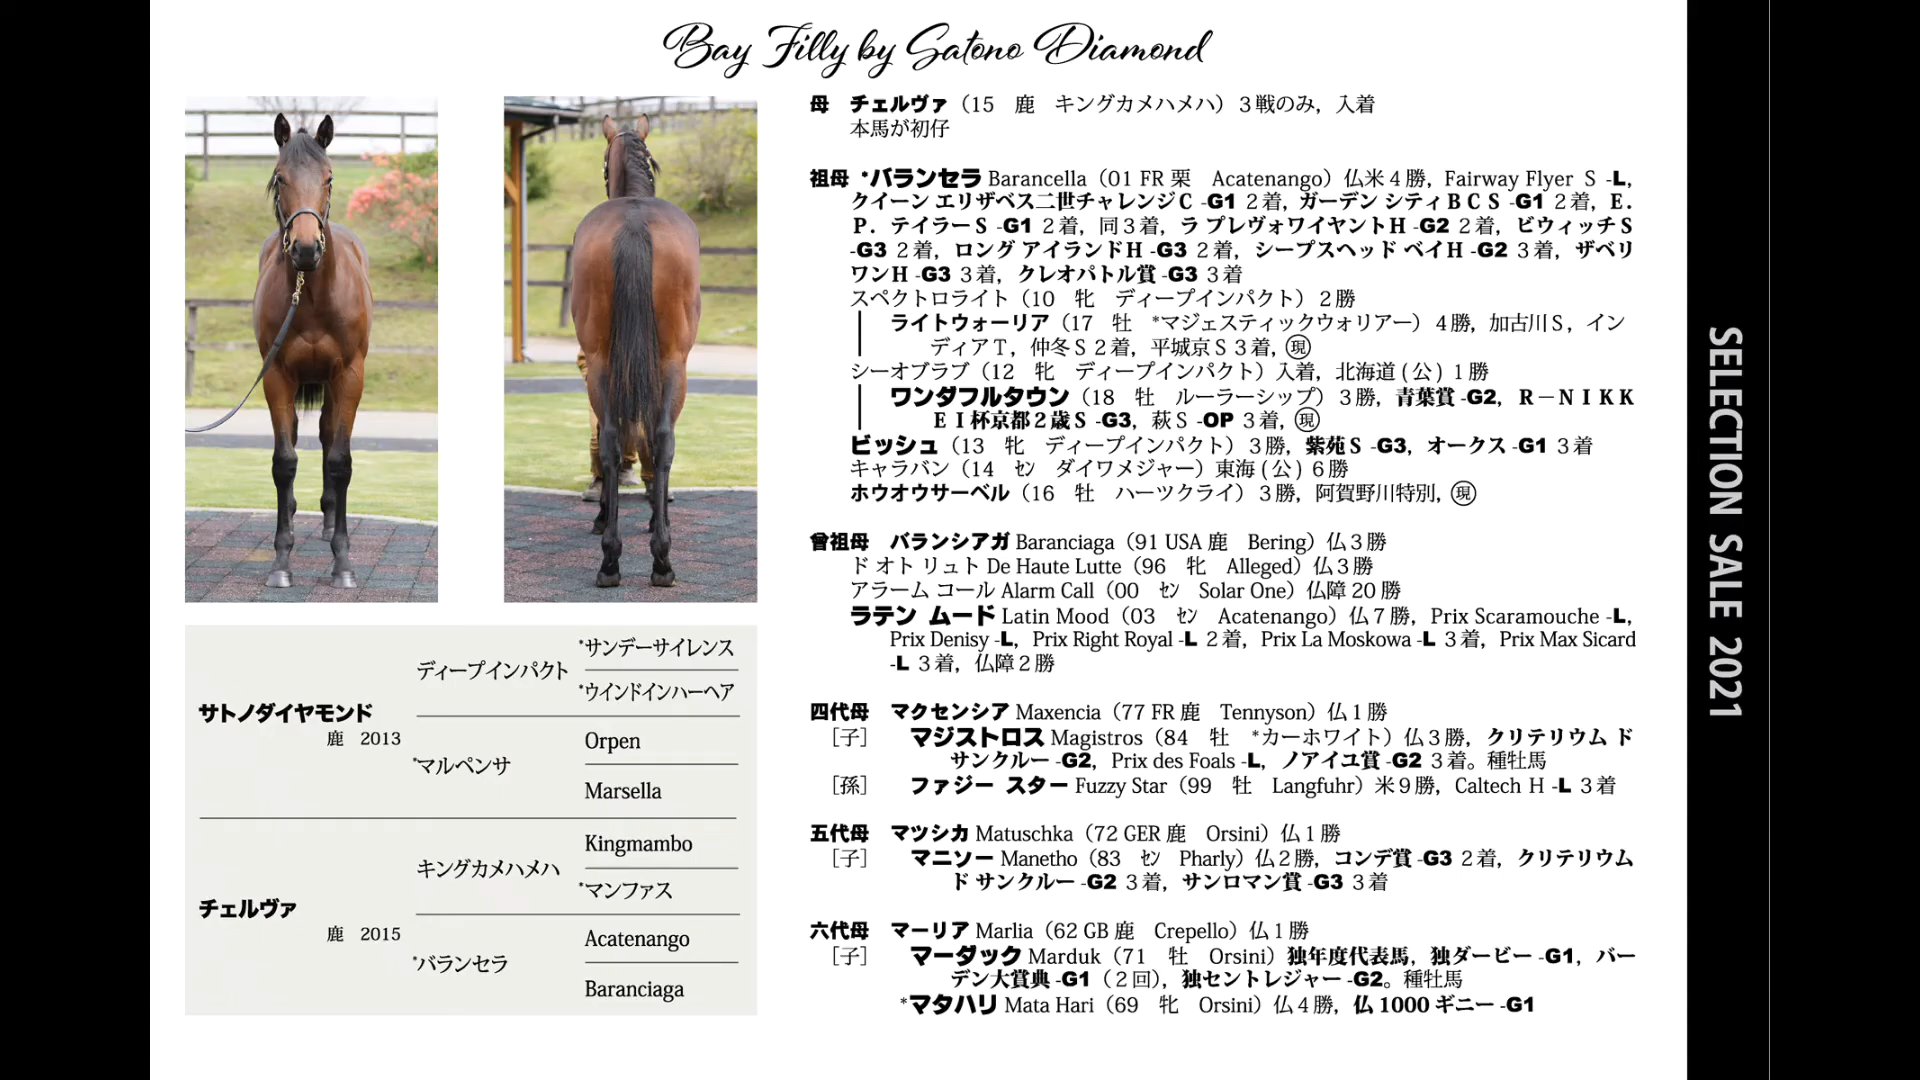 Bay Filly by Satono Diamond
母 チェルヴァ（15 鹿 キングカメハメハ）３戦のみ，入着
本馬が初仔
祖母 *バランセラ Barancella（01 FR 栗 Acatenango）仏米４勝，Fairway Flyer Ｓ -L，
クイーン エリザベス二世チャレンジＣ -G1 ２着，ガーデン シティＢＣＳ -G1 ２着，Ｅ．
Ｐ．テイラーＳ -G1 ２着，同３着，ラ プレヴォワイヤントＨ -G2 ２着，ビウィッチＳ
-G3 ２着，ロング アイランドＨ -G3 ２着，シープスヘッド ベイＨ -G2 ３着，ザベリ
ワンＨ -G3 ３着，クレオパトル賞 -G3 ３着
スペクトロライト（10 牝 ディープインパクト）２勝
ライトウォーリア（17 牡 *マジェスティックウォリアー）４勝，加古川Ｓ，イン
ディアＴ，仲冬Ｓ２着，平城京Ｓ３着，㊝
シーオブラブ（12 牝 ディープインパクト）入着，北海道(公)１勝
ワンダフルタウン（18 牡 ルーラーシップ）３勝，青葉賞 -G2，Ｒ－ＮＩＫＫ
ＥＩ杯京都２歳Ｓ -G3，萩Ｓ -OP ３着，現
ビッシュ（13 牝 ディープインパクト）３勝，紫苑Ｓ -G3，オークス -G1 ３着
キャラバン（14 セン ダイワメジャー）東海(公)６勝
ホウオウサーベル（16 牡 ハーツクライ）３勝，阿賀野川特別，現
曾祖母 バランシアガ Baranciaga（91 USA 鹿 Bering）仏３勝
ド オト リュト De Haute Lutte（96 牝 Alleged）仏３勝
アラーム コール Alarm Call（00 セン Solar One）仏障 20 勝
ラテン ムード Latin Mood（03 セン Acatenango）仏７勝，Prix Scaramouche -L，
Prix Denisy -L，Prix Right Royal -L ２着，Prix La Moskowa -L ３着，Prix Max Sicard
-L ３着，仏障２勝
四代母 マクセンシア Maxencia（77 FR 鹿 Tennyson）仏１勝
［子］ マジストロス Magistros（84 牡 *カーホワイト）仏３勝，クリテリウム ド
サンクルー -G2，Prix des Foals -L，ノアイユ賞 -G2 ３着。種牡馬
［孫］ ファジー スター Fuzzy Star（99 牡 Langfuhr）米９勝，Caltech Ｈ -L ３着
五代母 マツシカ Matuschka（72 GER 鹿 Orsini）仏１勝
［子］ マニソー Manetho（83 セン Pharly）仏２勝，コンデ賞 -G3 ２着，クリテリウム
ド サンクルー -G2 ３着，サンロマン賞 -G3 ３着
六代母 マーリア Marlia（62 GB 鹿 Crepello）仏１勝
［子］ マーダック Marduk（71 牡 Orsini）独年度代表馬，独ダービー -G1，バー
デン大賞典 -G1（２回），独セントレジャー -G2。種牡馬
*マタハリ Mata Hari（69 牝 Orsini）仏４勝，仏 1000 ギニー -G1
サトノダイヤモンド
鹿 2013
ディープインパクト
*サンデーサイレンス
*ウインドインハーヘア
*マルペンサ
Orpen
Marsella
チェルヴァ
鹿 2015
キングカメハメハ
Kingmambo
*マンファス
*バランセラ
Acatenango
Baranciaga
SELECTION SALE 2021